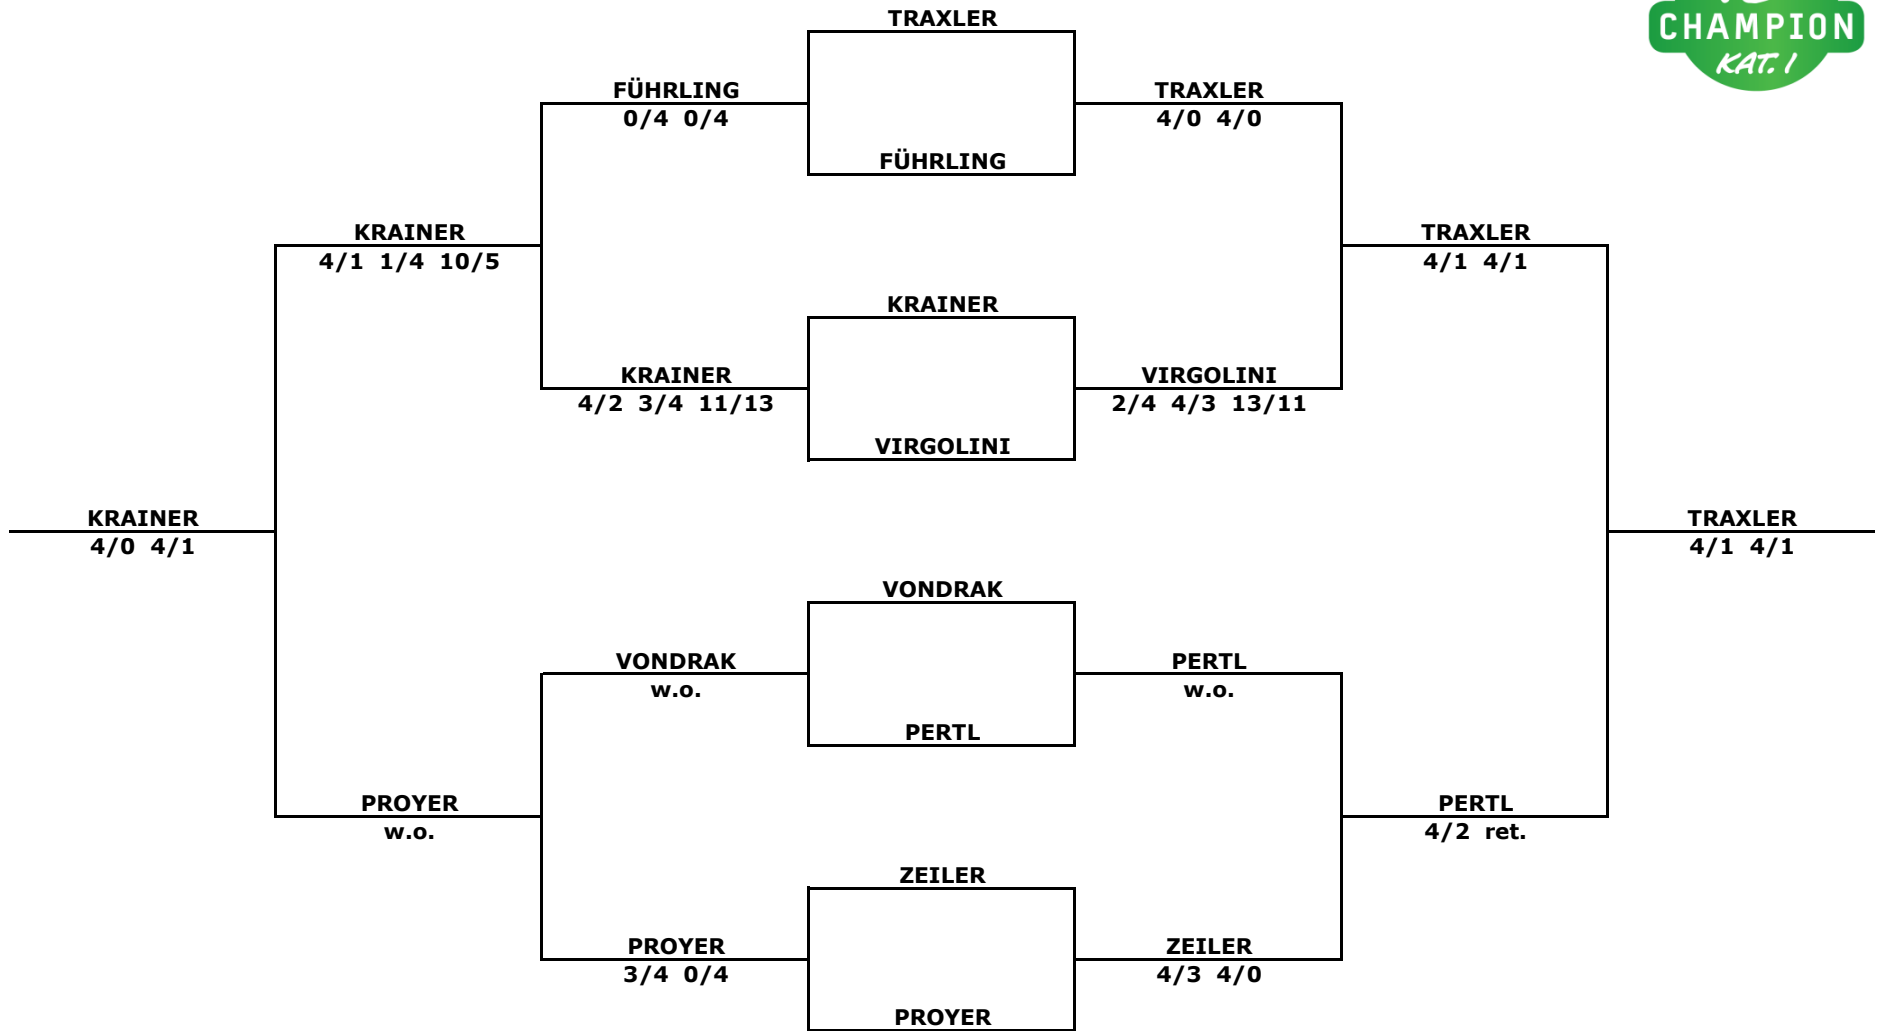 CHAMPION
KAT. 1
TRAXLER
FÜHRLING TRAXLER
0/4 0/4 4/0 4/0
FÜHRLING
KRAINER TRAXLER
4/1 1/4 10/5 4/1 4/1
KRAINER
KRAINER VIRGOLINI
4/2 3/4 11/13 2/4 4/3 13/11
VIRGOLINI
KRAINER TRAXLER
4/0 4/1 4/1 4/1
VONDRAK
VONDRAK PERTL
w.o. w.o.
PERTL
PROYER PERTL
w.o. 4/2 ret.
ZEILER
PROYER ZEILER
3/4 0/4 4/3 4/0
PROYER